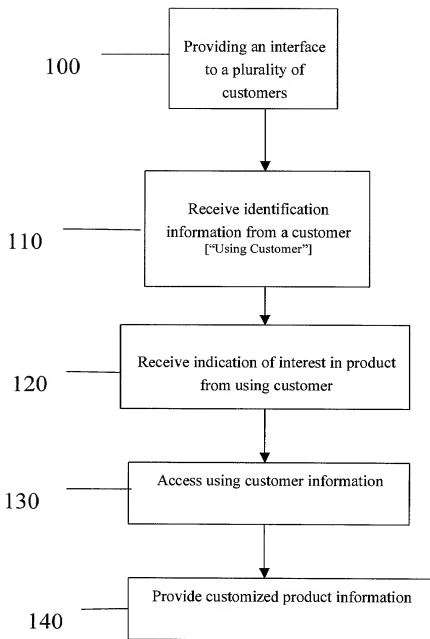 Providing an interface
to a plurality of
customers
100
Receive identification
information from a customer
["Using Customer"]
110
Receive indication of interest in product
from using customer
120
Access using customer information
130
Provide customized product information
140